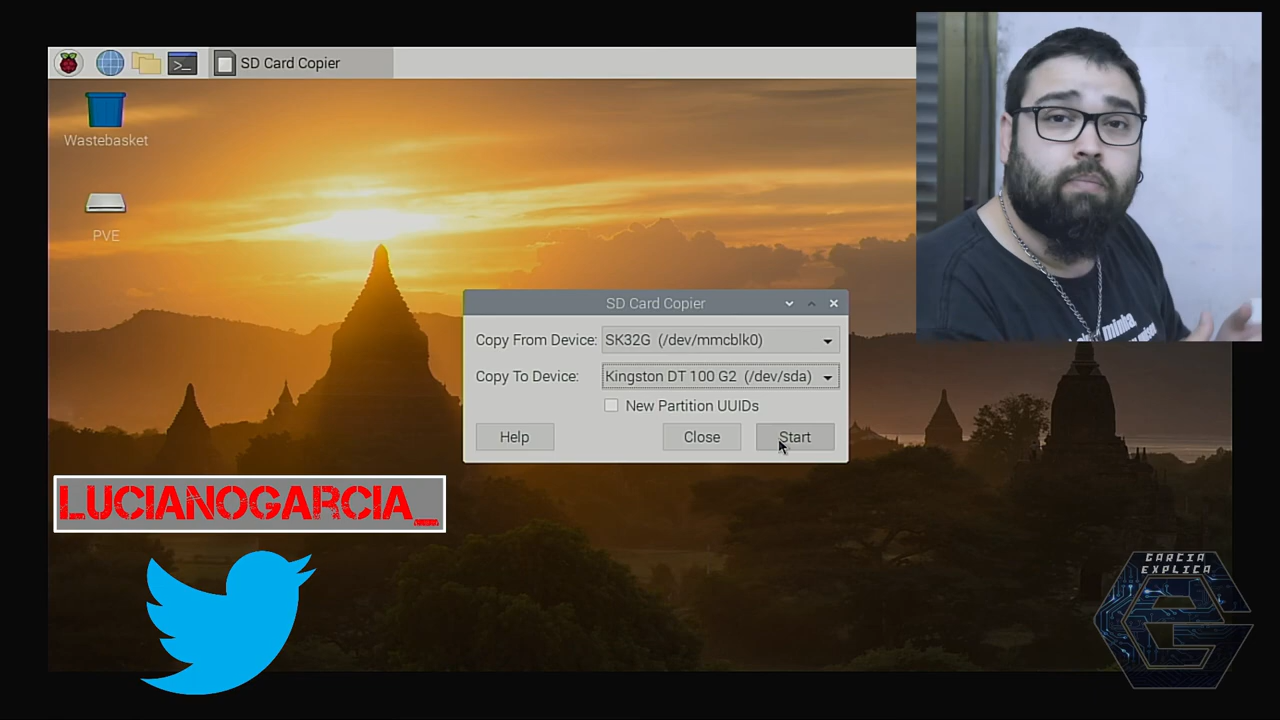 SD Card Copier
Wastebasket
PVE
SD Card Copier
Copy From Device: SK32G (/dev/mmcblk0)
Copy To Device: Kingston DT 100 G2 (/dev/sda)
New Partition UUIDs
Help Close Start
minha
LUCIANOGARCIA_
GARCIA
EXPLICA